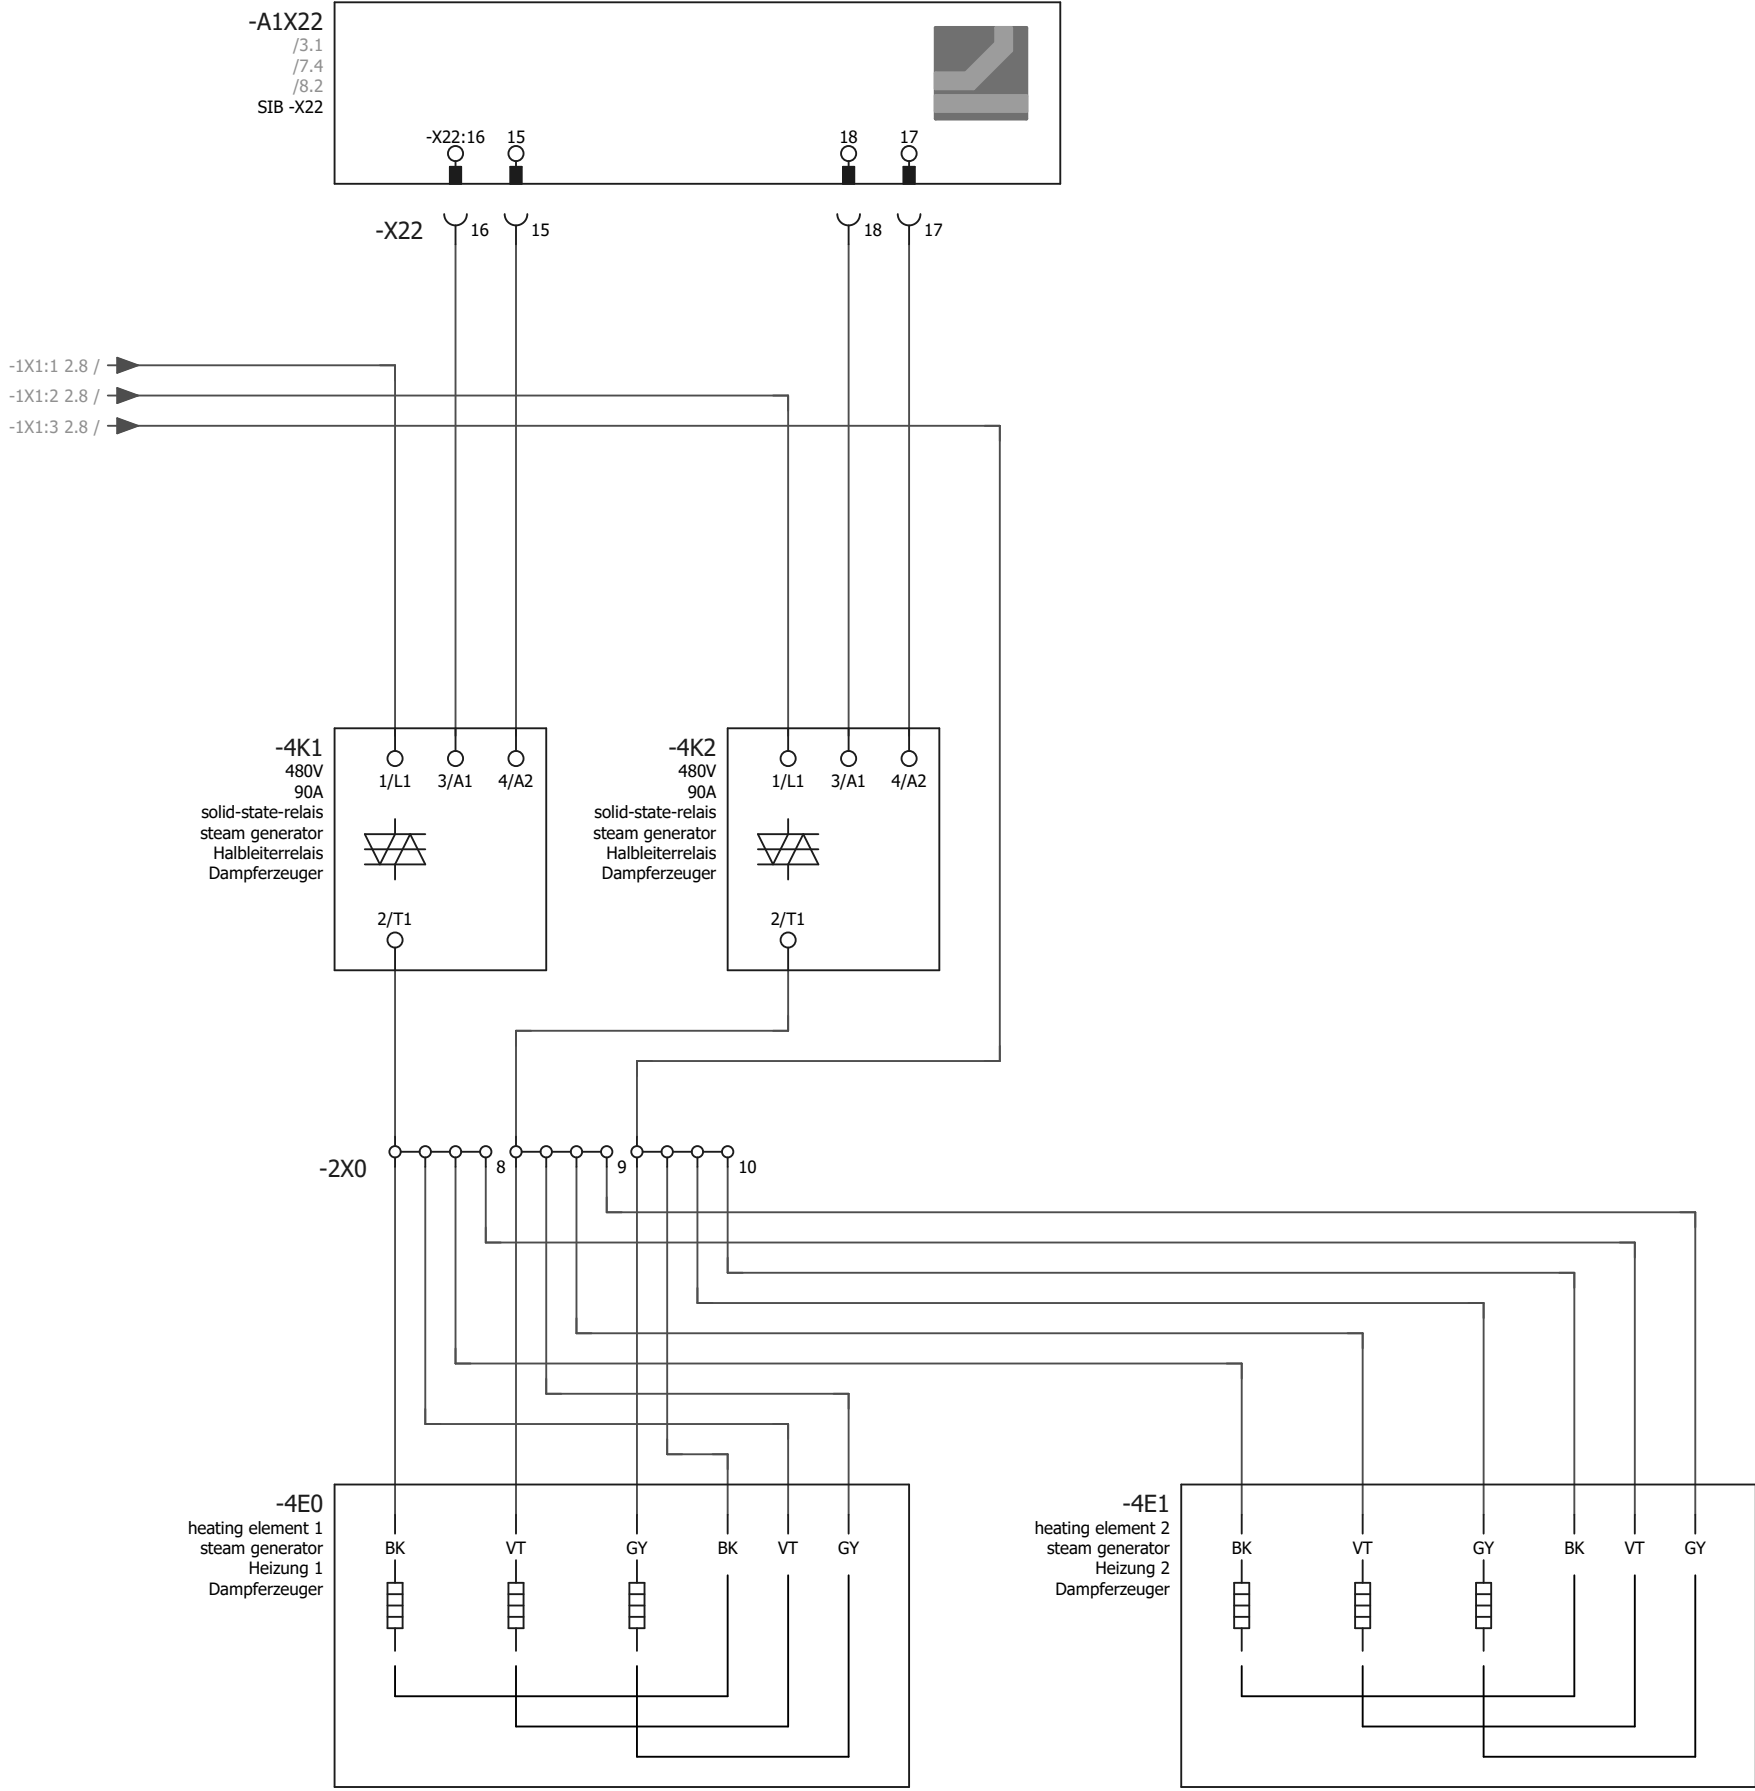 -A1X22
/3.1
/7.4
/8.2
SIB -X22
-X22:16 15 18 17
-X22 16 15 18 17
-1X1:1 2.8 /
-1X1:2 2.8 /
-1X1:3 2.8 /
-4K1
480V
90A
solid-state-relais
steam generator
Halbleiterrelais
Dampferzeuger
1/L1 3/A1 4/A2
2/T1
-4K2
480V
90A
solid-state-relais
steam generator
Halbleiterrelais
Dampferzeuger
1/L1 3/A1 4/A2
2/T1
-2X0 8 9 10
-4E0
heating element 1
steam generator
Heizung 1
Dampferzeuger
BK VT GY BK VT GY
-4E1
heating element 2
steam generator
Heizung 2
Dampferzeuger
BK VT GY BK VT GY